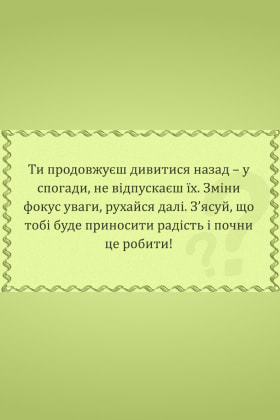 Ти продовжуєш дивитися назад – у
спогади, не відпускаєш їх. Зміни
фокус уваги, рухайся далі. З’ясуй, що
тобі буде приносити радість і почни
це робити!